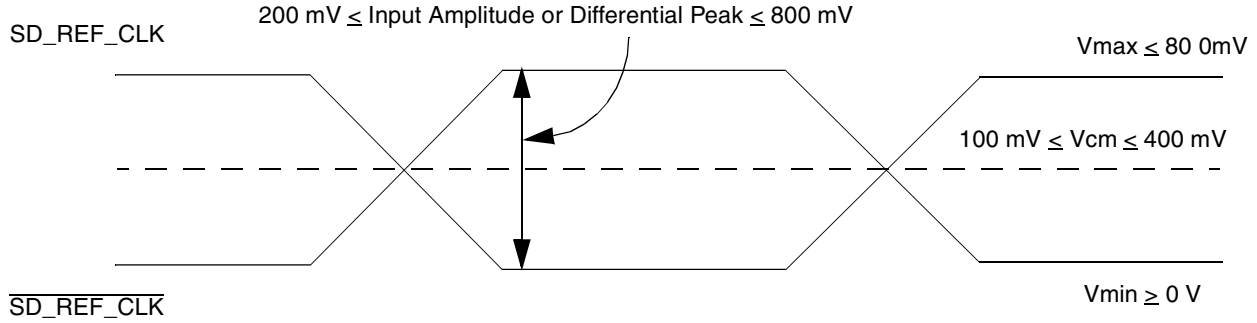 200 mV ≤ Input Amplitude or Differential Peak ≤ 800 mV
SD_REF_CLK
Vmax ≤ 80 0mV
100 mV ≤ Vcm ≤ 400 mV
Vmin ≥ 0 V
S̅D̅_̅R̅E̅F̅_̅C̅L̅K̅